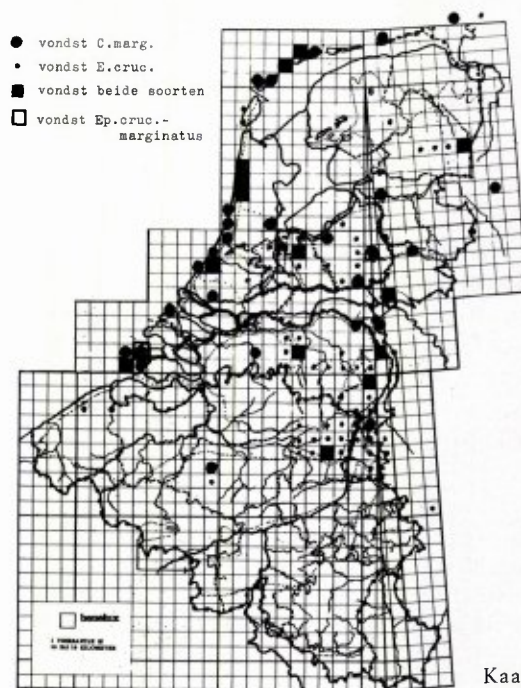 vondst C.marg.
vondst E.cruc.
vondst beide soorten
vondst Ep.cruc.-
marginatus
benelux
Kaa